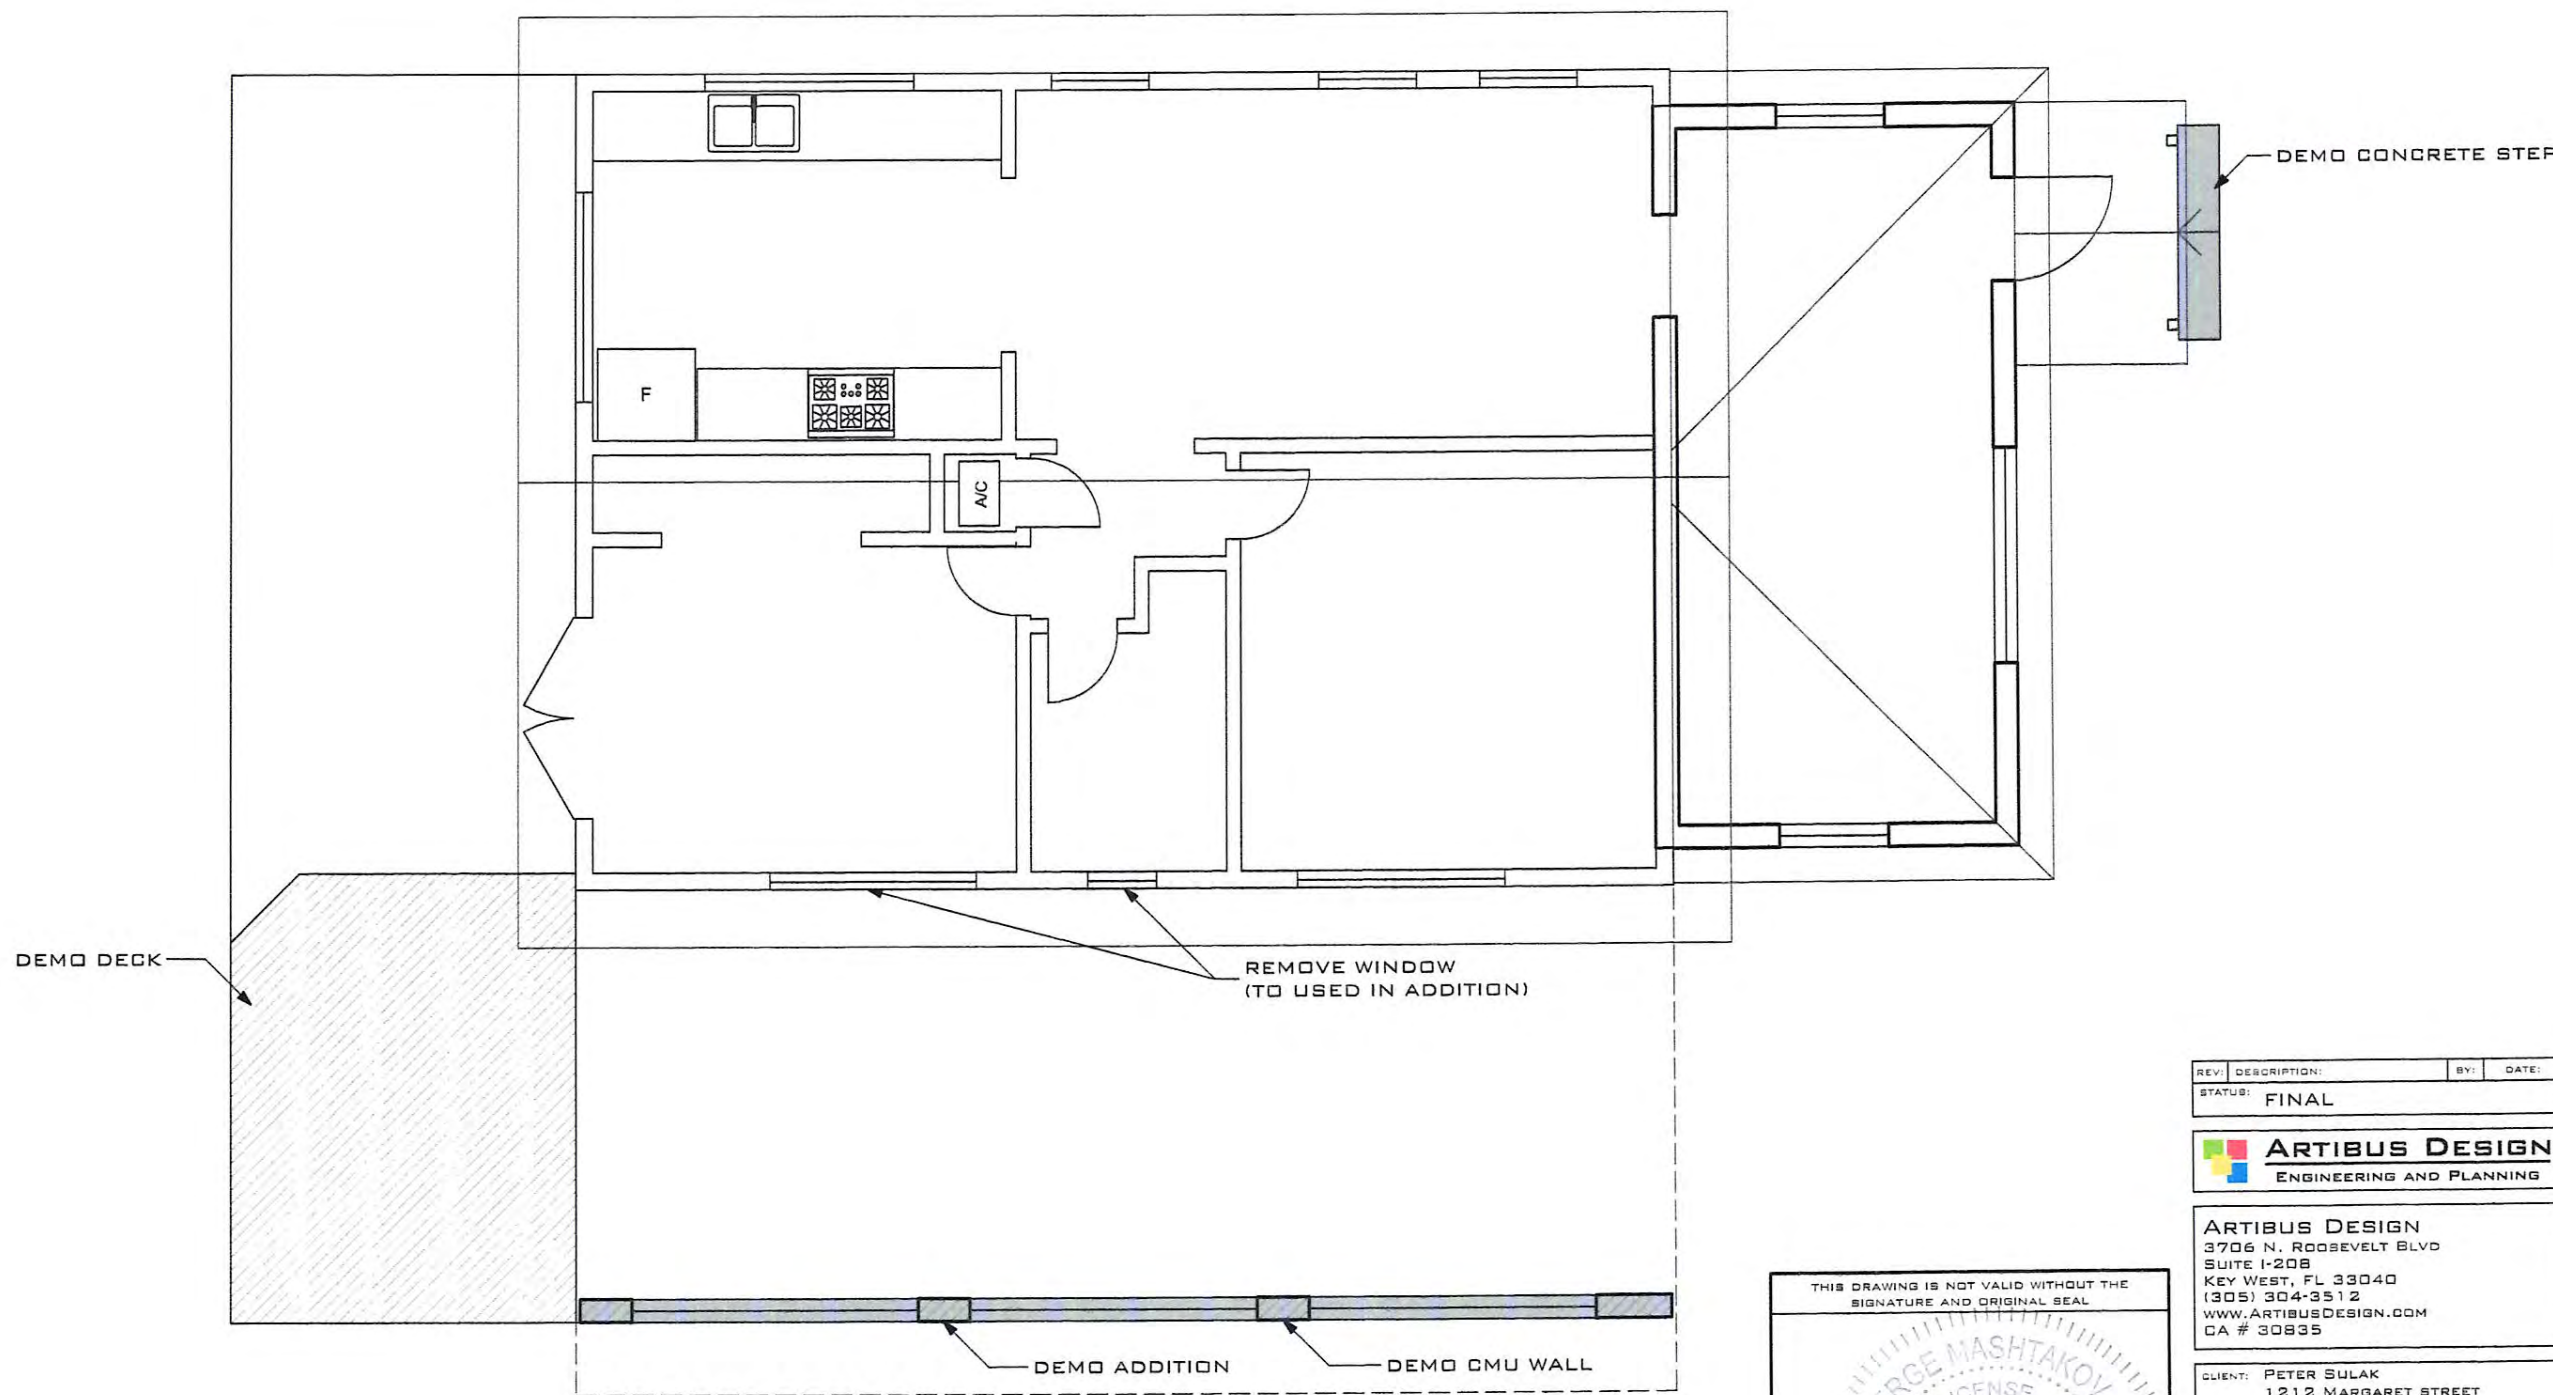 DEMO CONCRETE STEP
F
A/C
DEMO DECK
REMOVE WINDOW
(TO USED IN ADDITION)
DEMO ADDITION
DEMO CMU WALL
THIS DRAWING IS NOT VALID WITHOUT THE
SIGNATURE AND ORIGINAL SEAL
REV: DESCRIPTION: BY: DATE:
STATUS: FINAL
ARTIBUS DESIGN
ENGINEERING AND PLANNING
ARTIBUS DESIGN
3706 N. ROOSEVELT BLVD
SUITE I-208
KEY WEST, FL 33040
(305) 304-3512
WWW.ARTIBUSDESIGN.COM
CA # 30835
CLIENT: PETER SULAK
1212 MARGARET STREET